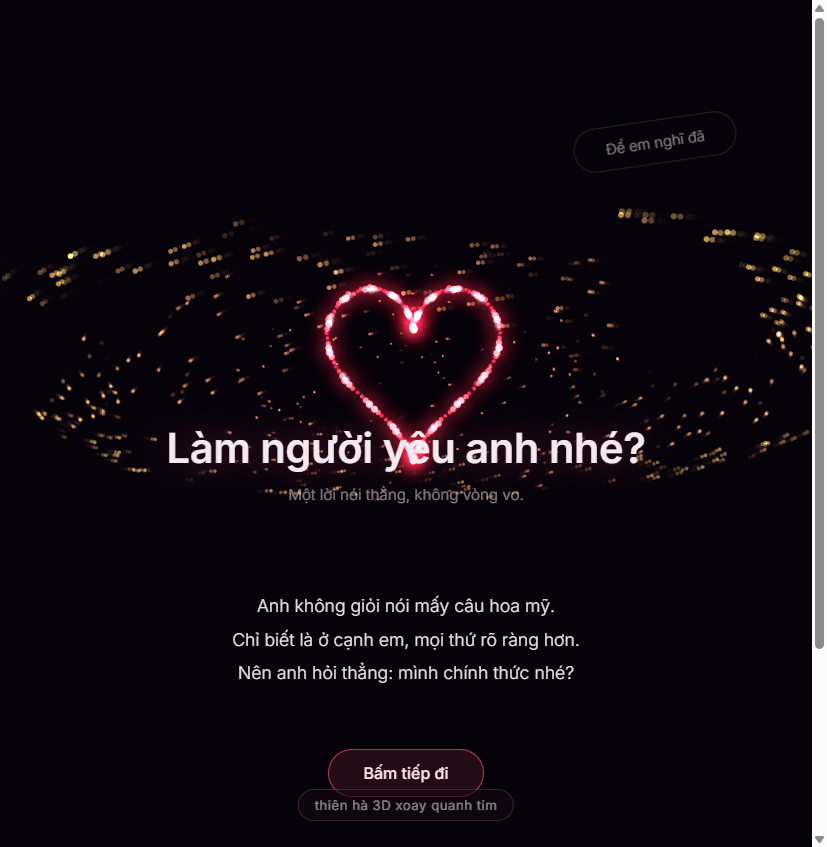 Để em nghĩ đã
Làm người yêu anh nhé?
Một lời nói thẳng, không vòng vo.
Anh không giỏi nói mấy câu hoa mỹ.
Chỉ biết là ở cạnh em, mọi thứ rõ ràng hơn.
Nên anh hỏi thẳng: mình chính thức nhé?
Bấm tiếp đi
thiên hà 3D xoay quanh tim